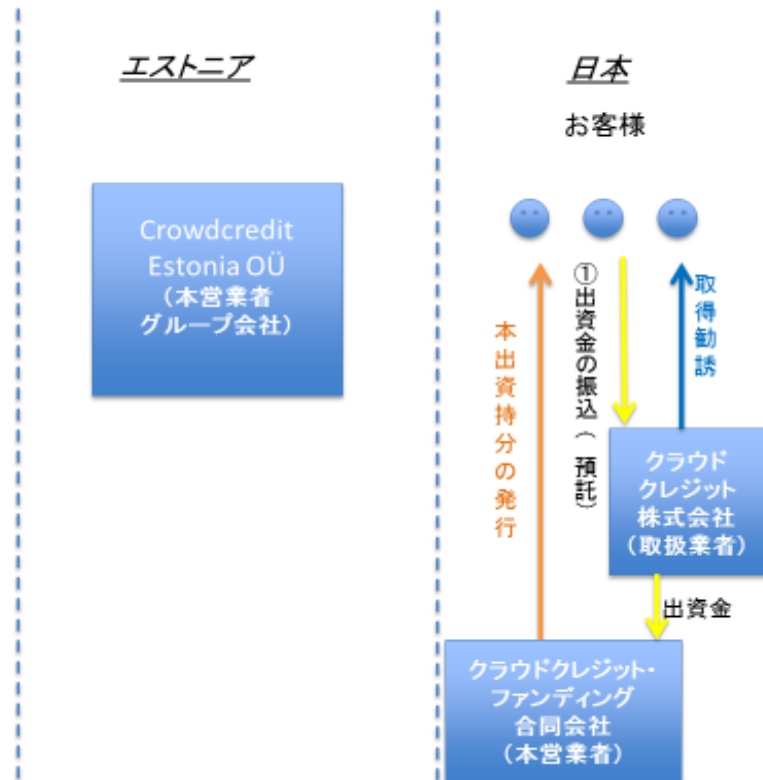 エストニア
日本
お客様
Crowdcredit
Estonia OÜ
(本営業者
グループ会社)
本出資持分の発行
①出資金の振込(預託)
取得勧誘
クラウド
クレジット
株式会社
(取扱業者)
出資金
クラウドクレジット・
ファンディング
合同会社
(本営業者)